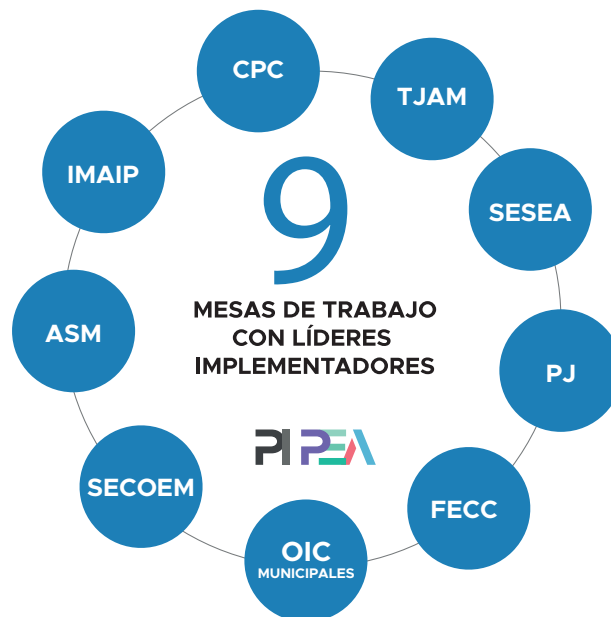 CPC
TJAM
IMAIP
SESEA
9
MESAS DE TRABAJO
CON LÍDERES
IMPLEMENTADORES
ASM
PJ
PI PEA
SECOEM
FECC
OIC
MUNICIPALES